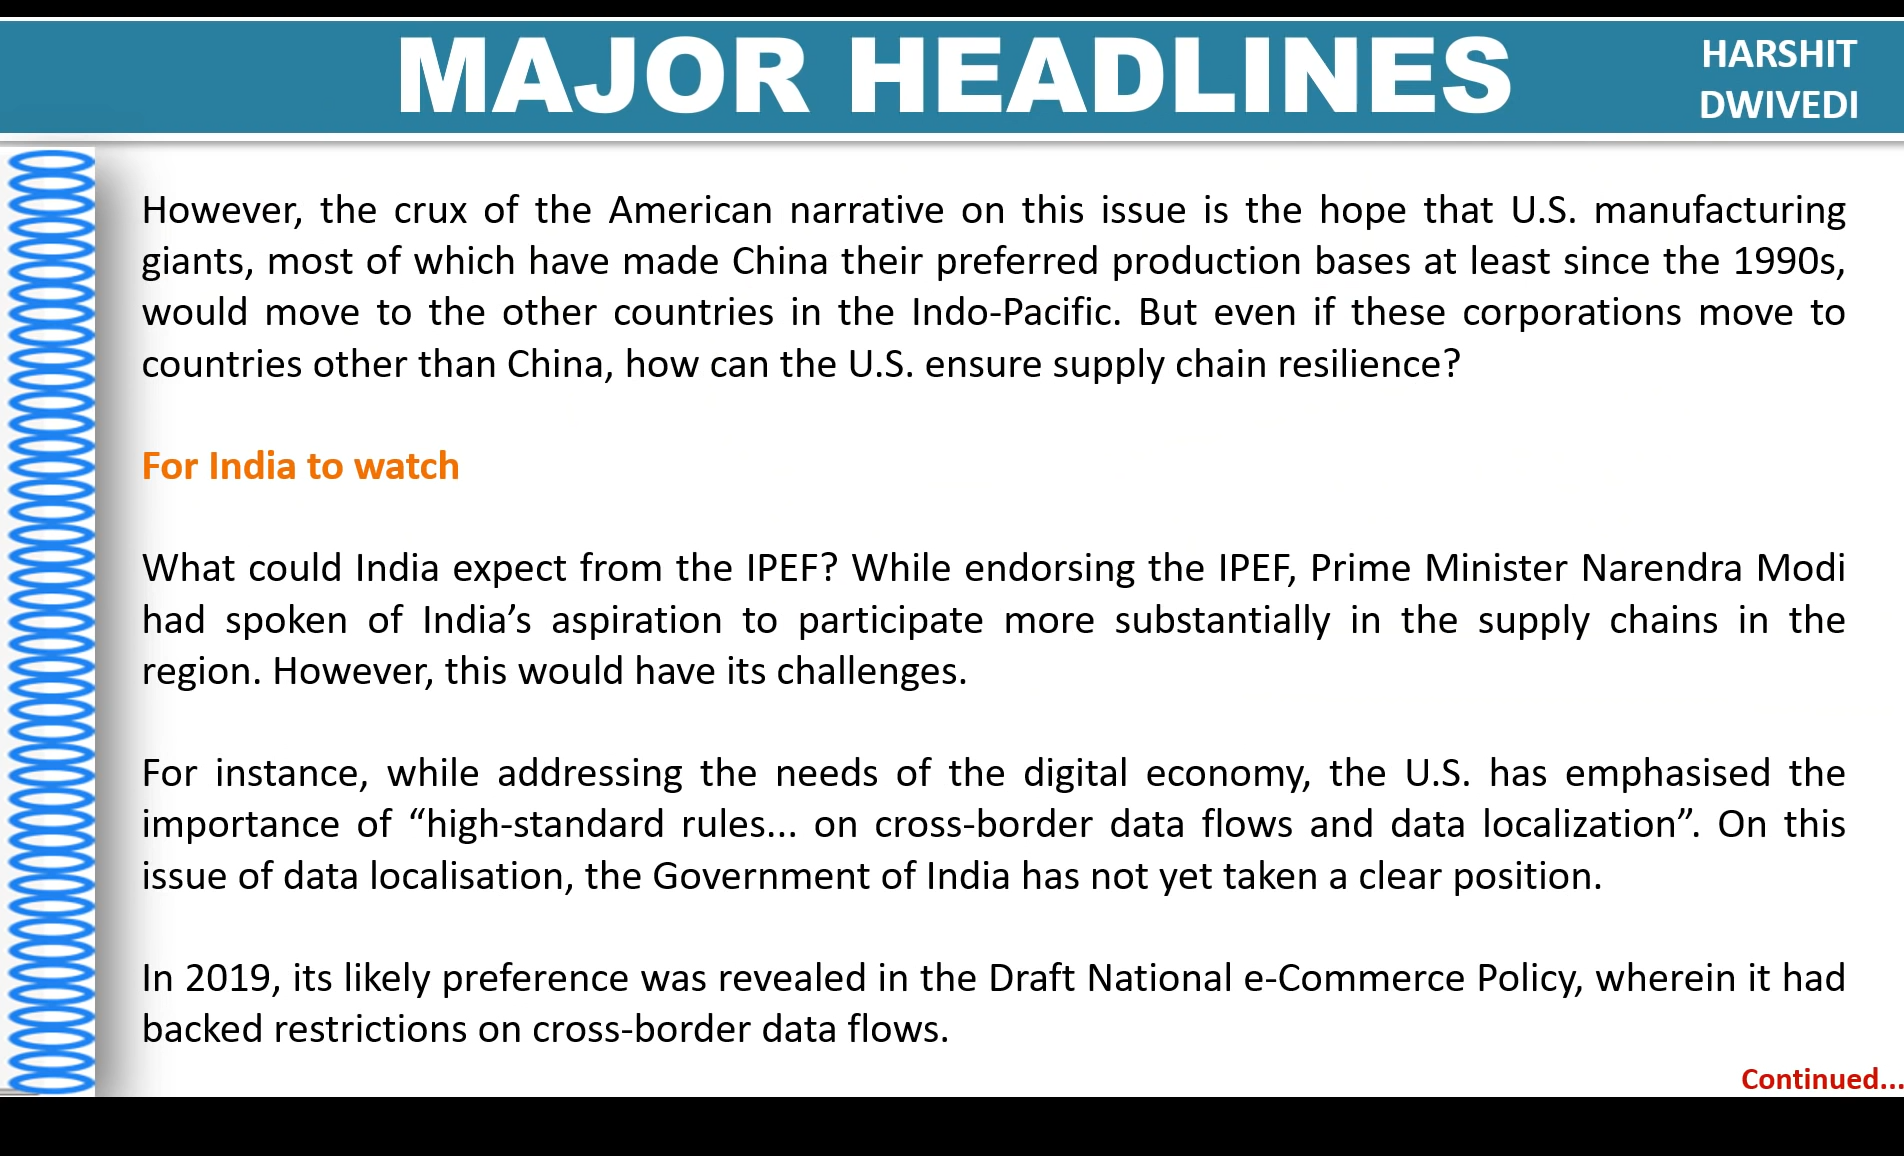 MAJOR HEADLINES
HARSHIT
DWIVEDI
However, the crux of the American narrative on this issue is the hope that U.S. manufacturing
giants, most of which have made China their preferred production bases at least since the 1990s,
would move to the other countries in the Indo-Pacific. But even if these corporations move to
countries other than China, how can the U.S. ensure supply chain resilience?
For India to watch
What could India expect from the IPEF? While endorsing the IPEF, Prime Minister Narendra Modi
had spoken of India’s aspiration to participate more substantially in the supply chains in the
region. However, this would have its challenges.
For instance, while addressing the needs of the digital economy, the U.S. has emphasised the
importance of “high-standard rules... on cross-border data flows and data localization”. On this
issue of data localisation, the Government of India has not yet taken a clear position.
In 2019, its likely preference was revealed in the Draft National e-Commerce Policy, wherein it had
backed restrictions on cross-border data flows.
Continued...